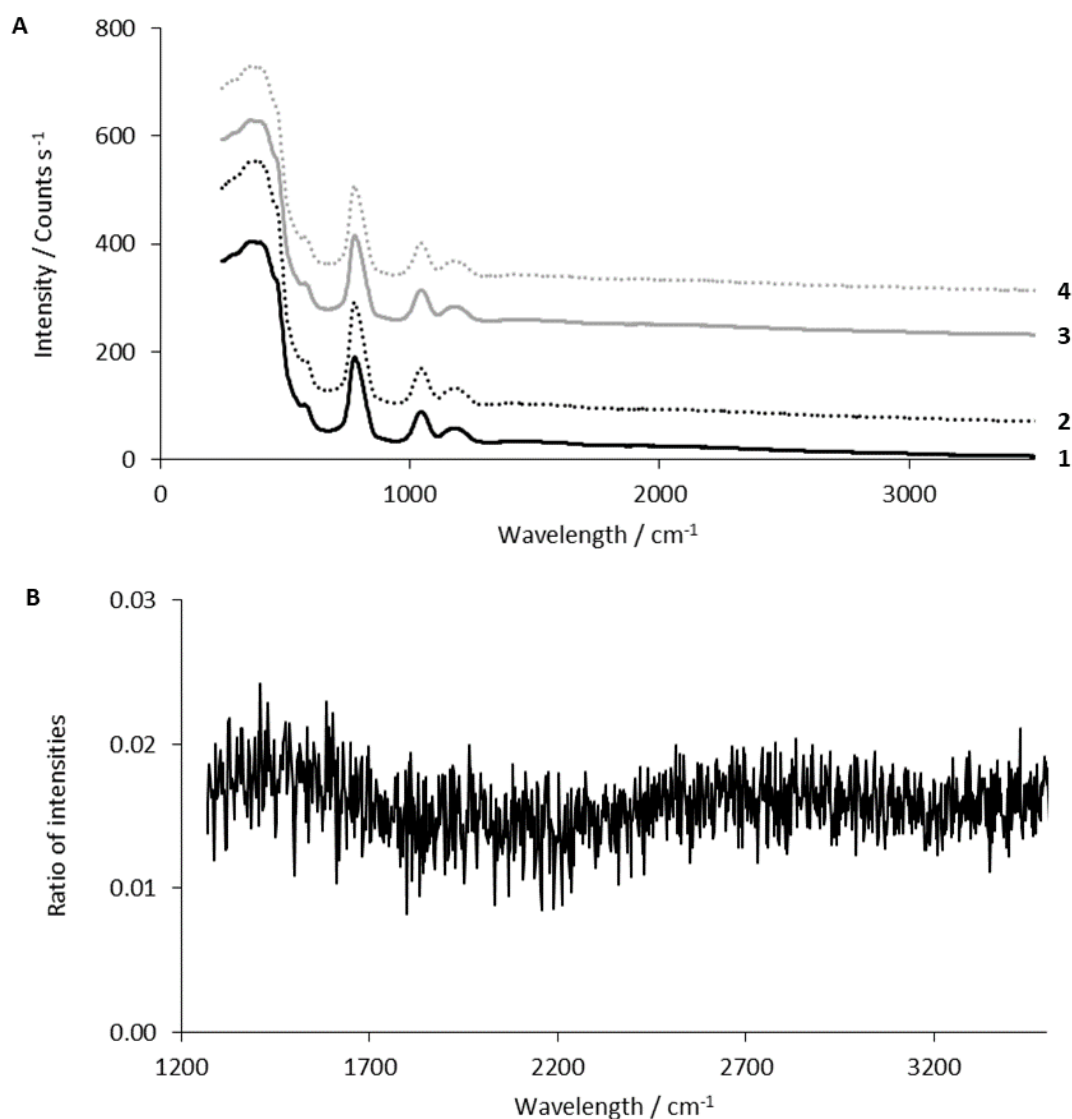 A
800
600
400
200
0
Intensity / Counts s⁻¹
0 1000 2000 3000
Wavelength / cm⁻¹
4
3
2
1
B
0.03
0.02
0.01
0.00
Ratio of intensities
1200 1700 2200 2700 3200
Wavelength / cm⁻¹